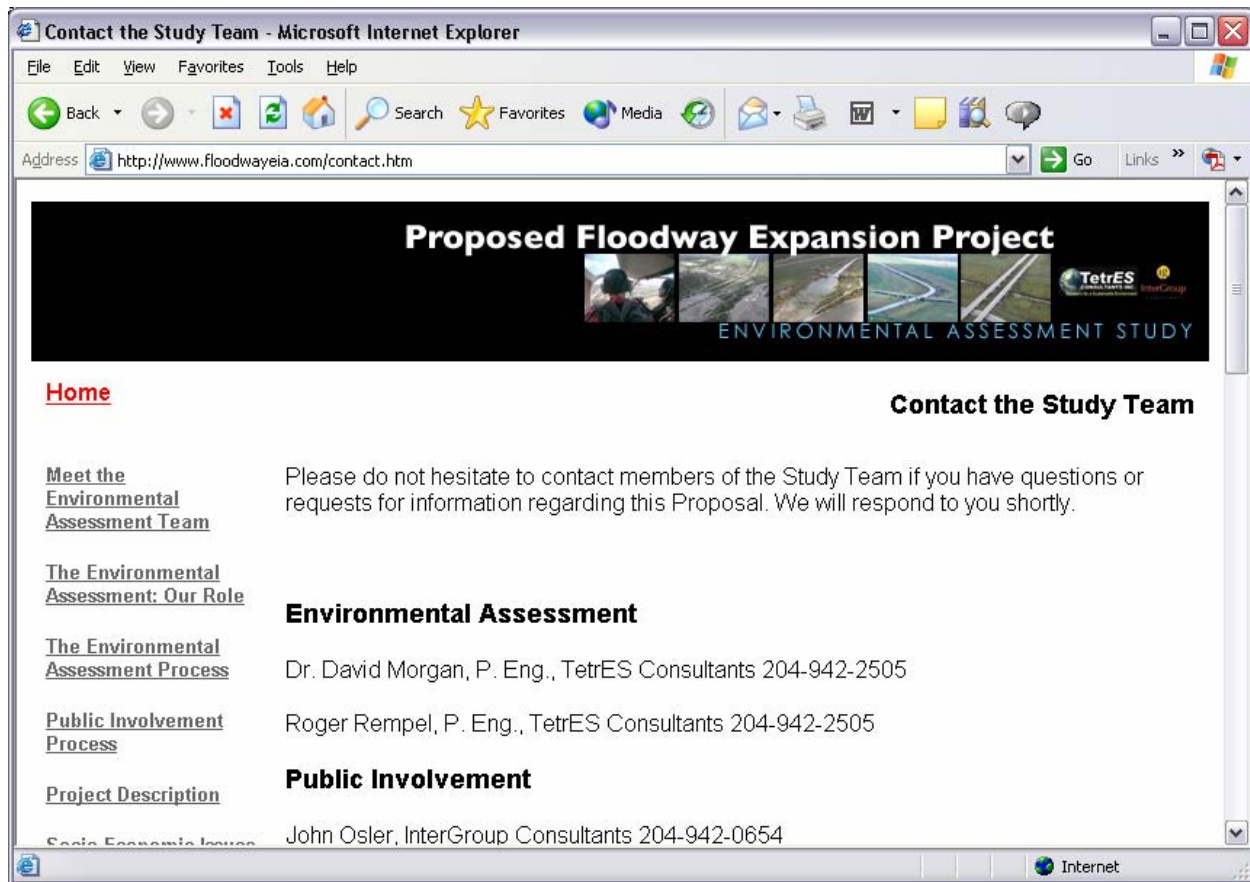 Contact the Study Team - Microsoft Internet Explorer
File Edit View Favorites Tools Help
Back Search Favorites Media
Address http://www.floodwayeia.com/contact.htm Go Links »
Proposed Floodway Expansion Project
TetrES
CONSULTANTS INC.
InterGroup
ENVIRONMENTAL ASSESSMENT STUDY
Home
Contact the Study Team
Meet the
Environmental
Assessment Team
The Environmental
Assessment: Our Role
The Environmental
Assessment Process
Public Involvement
Process
Project Description
Socio Economic Issues
Please do not hesitate to contact members of the Study Team if you have questions or
requests for information regarding this Proposal. We will respond to you shortly.
Environmental Assessment
Dr. David Morgan, P. Eng., TetrES Consultants 204-942-2505
Roger Rempel, P. Eng., TetrES Consultants 204-942-2505
Public Involvement
John Osler, InterGroup Consultants 204-942-0654
Internet